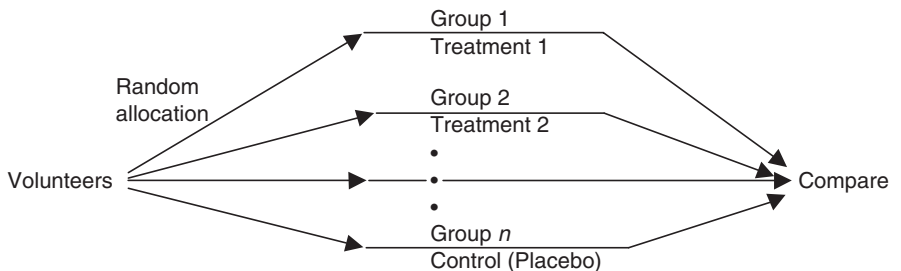 Group 1
Treatment 1
Random
allocation
Group 2
Treatment 2
Volunteers
Compare
Group n
Control (Placebo)